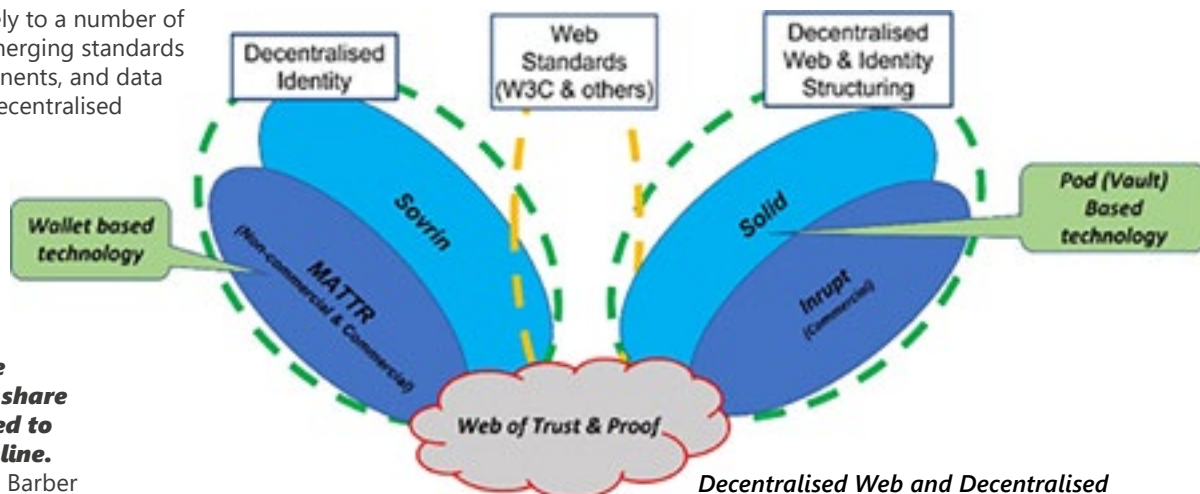 ely to a number of
merging standards
nents, and data
decentralised
Decentralised
Identity
Web
Standards
(W3C & others)
Decentralised
Web & Identity
Structuring
Wallet based
technology
Sovrin
MATTR
(Non-commercial & Commercial)
Solid
Inrupt
(Commercial)
Pod (Vault)
Based
technology
Web of Trust & Proof
e
share
ed to
line.
Barber
Decentralised Web and Decentralised